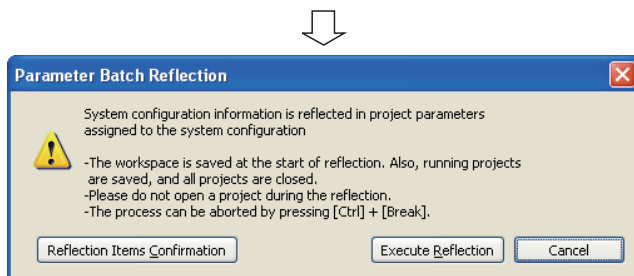 Parameter Batch Reflection
System configuration information is reflected in project parameters
assigned to the system configuration
-The workspace is saved at the start of reflection. Also, running projects
are saved, and all projects are closed.
-Please do not open a project during the reflection.
-The process can be aborted by pressing [Ctrl] + [Break].
Reflection Items Confirmation Execute Reflection Cancel